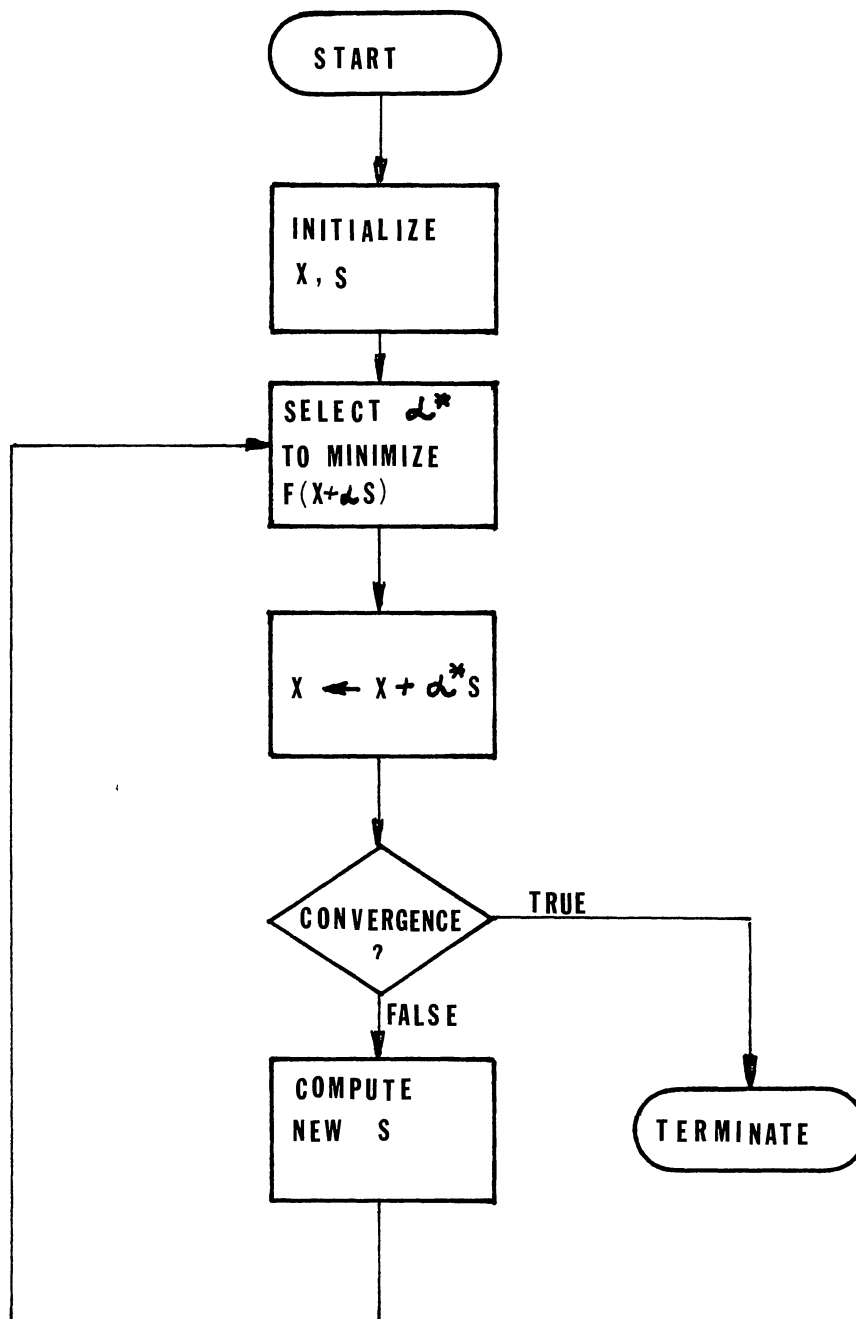 START
INITIALIZE
X, S
SELECT α*
TO MINIMIZE
F(X+αS)
X ← X + α*S
CONVERGENCE
?
TRUE
FALSE
COMPUTE
NEW S
TERMINATE